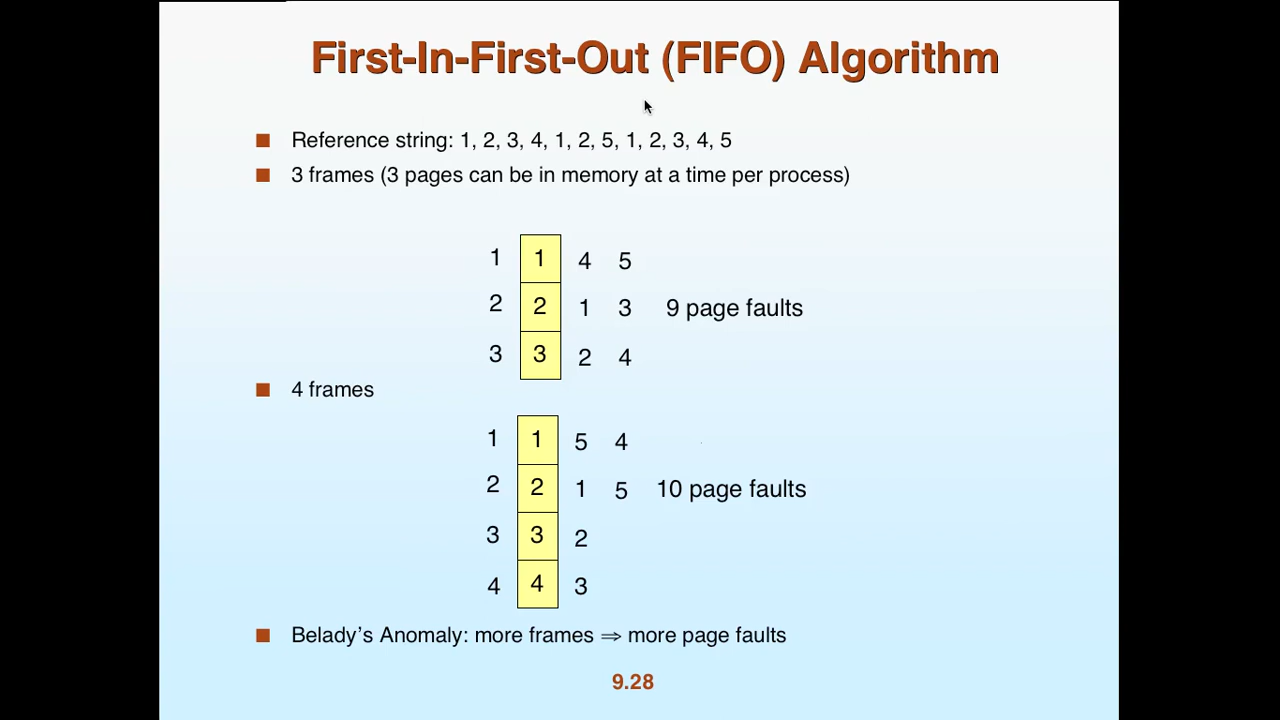 First-In-First-Out (FIFO) Algorithm
Reference string: 1, 2, 3, 4, 1, 2, 5, 1, 2, 3, 4, 5
3 frames (3 pages can be in memory at a time per process)
1 1 4 5
2 2 1 3 9 page faults
3 3 2 4
4 frames
1 1 5 4
2 2 1 5 10 page faults
3 3 2
4 4 3
Belady's Anomaly: more frames ⇒ more page faults
9.28